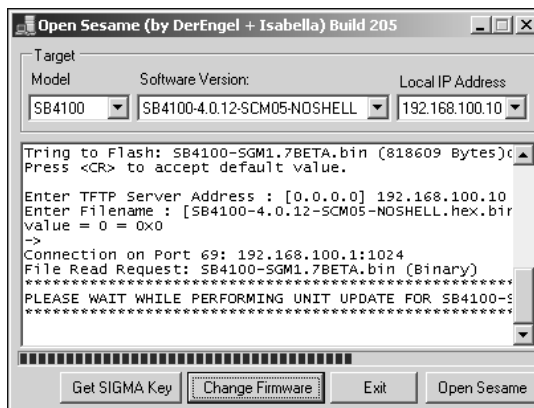 Open Sesame (by DerEngel + Isabella) Build 205
Target
Model
Software Version:
Local IP Address
SB4100
SB4100-4.0.12-SCM05-NOSHELL
192.168.100.10
Tring to Flash: SB4100-SGM1.7BETA.bin (818609 Bytes)
Press <CR> to accept default value.
Enter TFTP Server Address : [0.0.0.0] 192.168.100.10
Enter Filename : [SB4100-4.0.12-SCM05-NOSHELL.hex.bin
value = 0 = 0x0
->
Connection on Port 69: 192.168.100.1:1024
File Read Request: SB4100-SGM1.7BETA.bin (Binary)
****************************************************
PLEASE WAIT WHILE PERFORMING UNIT UPDATE FOR SB4100-S
****************************************************
Get SIGMA Key
Change Firmware
Exit
Open Sesame